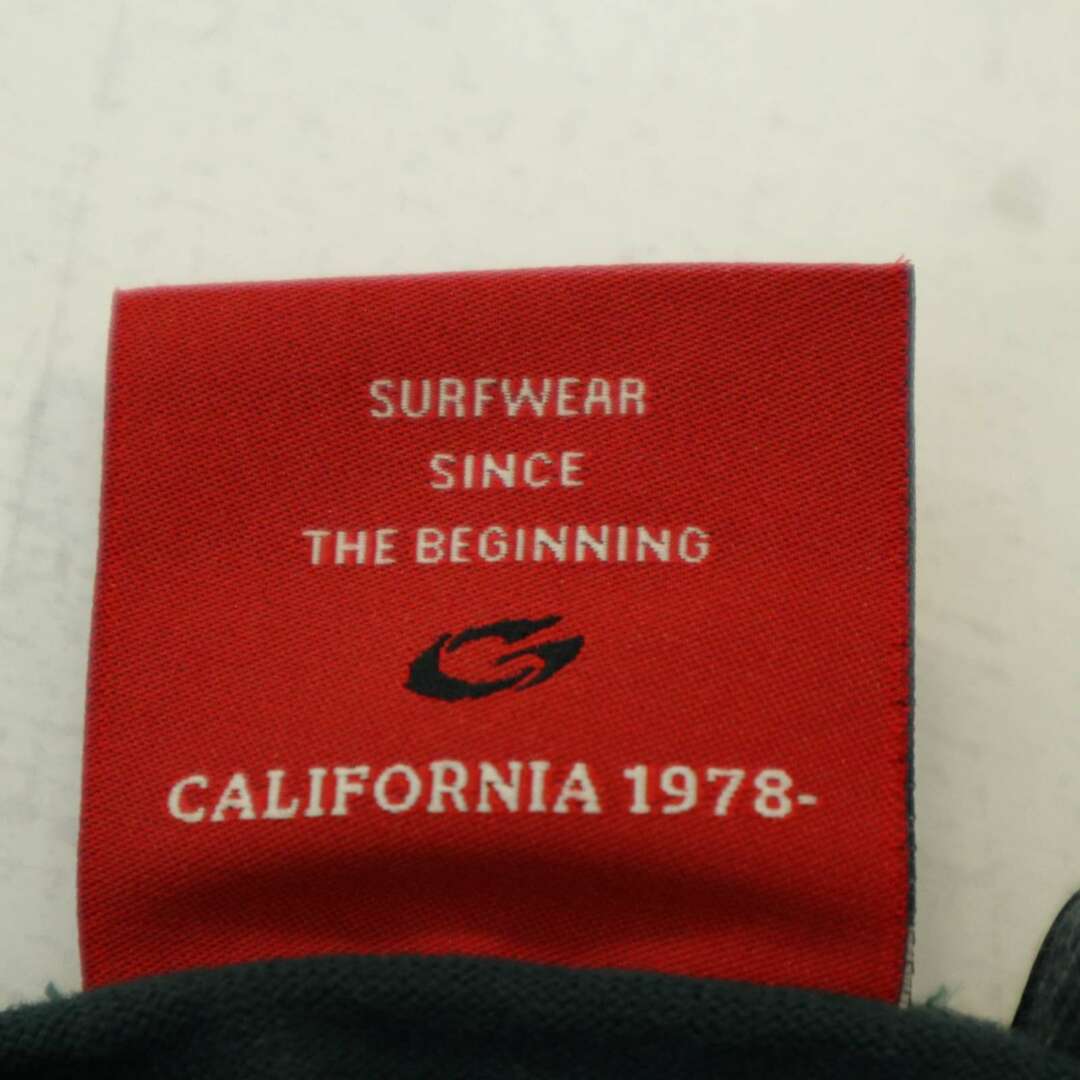 SURFWEAR
SINCE
THE BEGINNING
CALIFORNIA 1978-